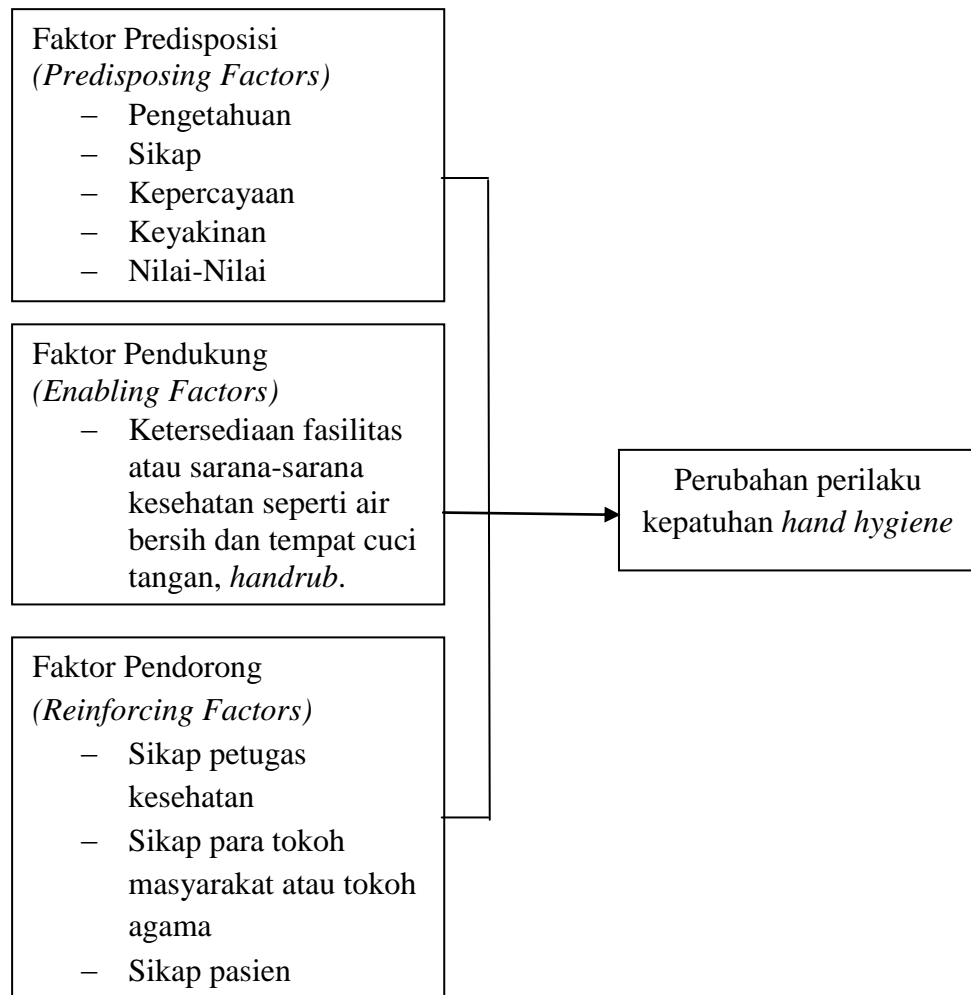 Faktor Predisposisi
(Predisposing Factors)
– Pengetahuan
– Sikap
– Kepercayaan
– Keyakinan
– Nilai-Nilai
Faktor Pendukung
(Enabling Factors)
– Ketersediaan fasilitas
atau sarana-sarana
kesehatan seperti air
bersih dan tempat cuci
tangan, handrub.
Faktor Pendorong
(Reinforcing Factors)
– Sikap petugas
kesehatan
– Sikap para tokoh
masyarakat atau tokoh
agama
– Sikap pasien
Perubahan perilaku
kepatuhan hand hygiene